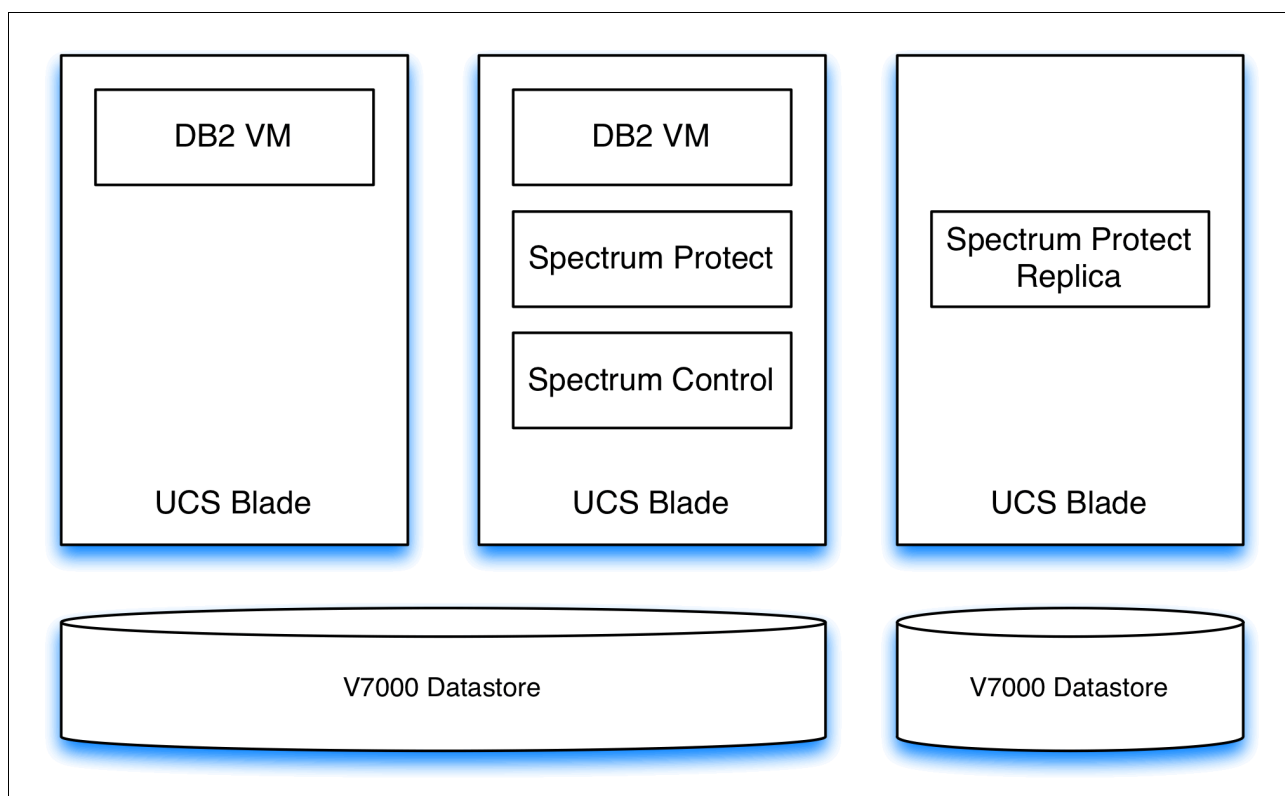 DB2 VM
UCS Blade
DB2 VM
Spectrum Protect
Spectrum Control
UCS Blade
Spectrum Protect
Replica
UCS Blade
V7000 Datastore
V7000 Datastore